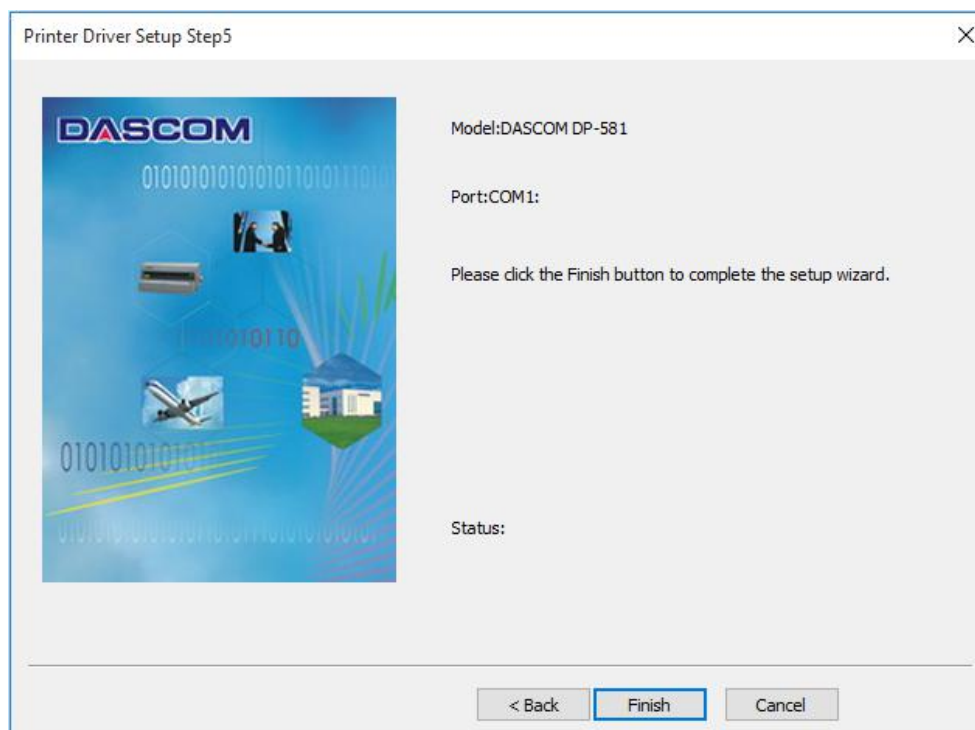 Printer Driver Setup Step5
DASCOM
Model:DASCOM DP-581
Port:COM1:
Please click the Finish button to complete the setup wizard.
Status:
< Back
Finish
Cancel